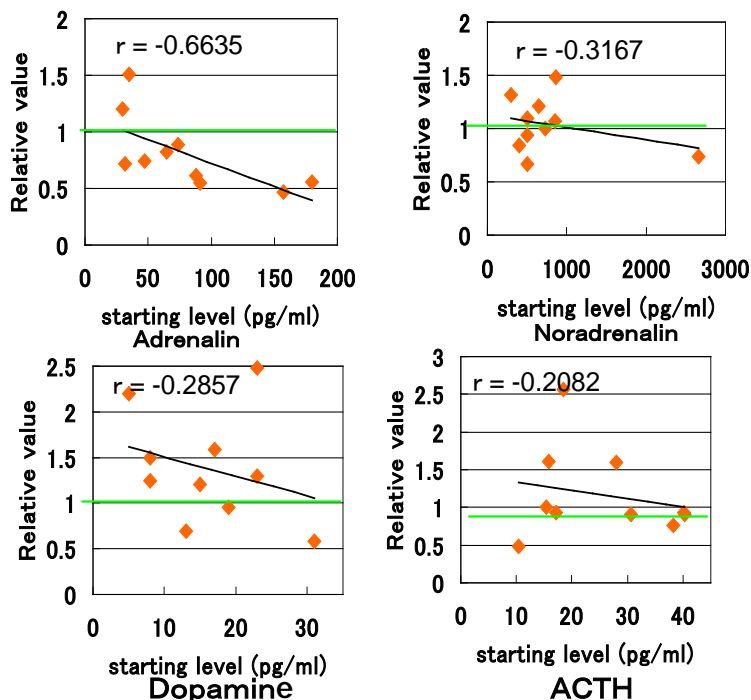 2
r = -0.6635
1.5
1
0.5
0
Relative value
0 50 100 150 200
starting level (pg/ml)
Adrenalin
2
r = -0.3167
1.5
1
0.5
0
Relative value
0 1000 2000 3000
starting level (pg/ml)
Noradrenalin
2.5
r = -0.2857
2
1.5
1
0.5
0
Relative value
0 10 20 30
starting level (pg/ml)
Dopamine
3
r = -0.2082
2.5
2
1.5
1
0.5
0
Relative value
0 10 20 30 40
starting level (pg/ml)
ACTH